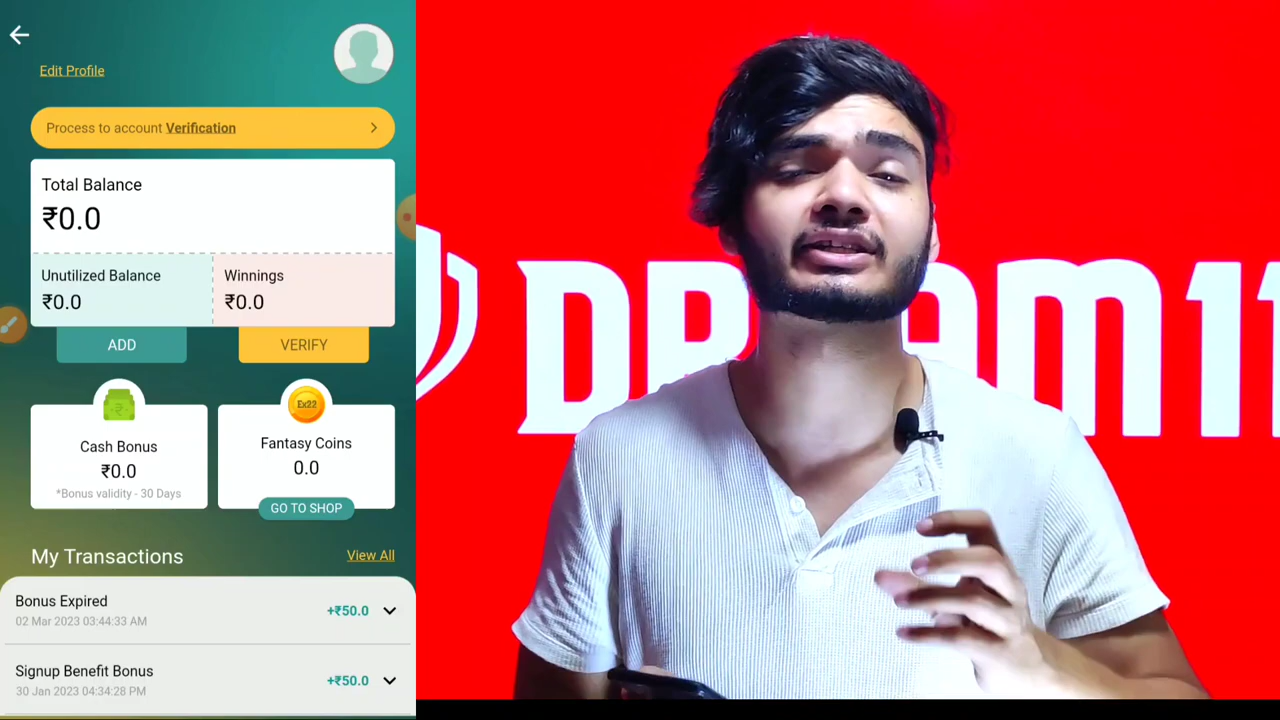 Edit Profile
Process to account Verification
Total Balance
₹0.0
Unutilized Balance
Winnings
₹0.0
₹0.0
ADD
VERIFY
Ex22
Cash Bonus
₹0.0
*Bonus validity - 30 Days
Fantasy Coins
0.0
GO TO SHOP
My Transactions
View All
Bonus Expired
+₹50.0
02 Mar 2023 03:44:33 AM
Signup Benefit Bonus
+₹50.0
30 Jan 2023 04:34:28 PM